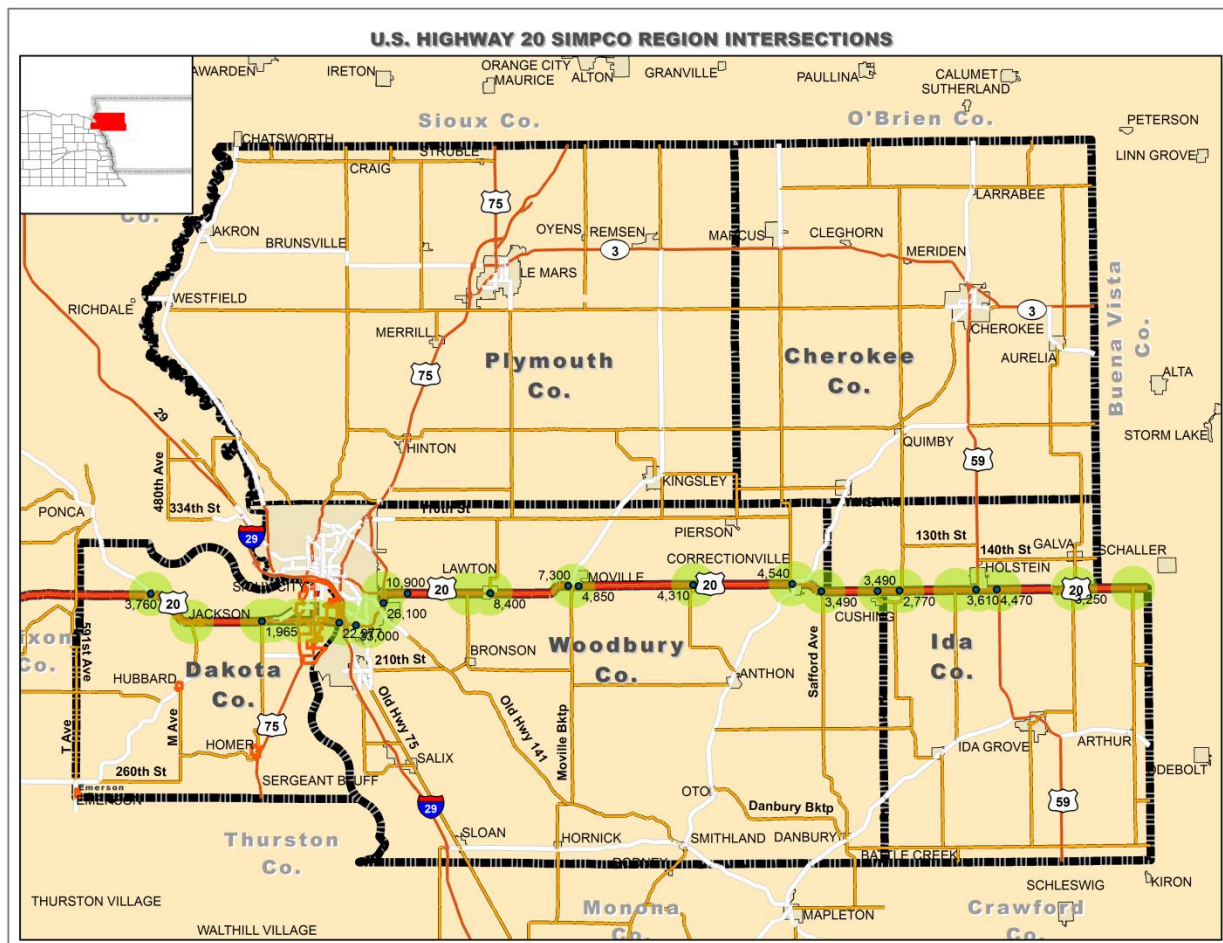 U.S. HIGHWAY 20 SIMPCO REGION INTERSECTIONS
AWARDEN
IRETON
ORANGE CITY
MAURICE
ALTON
GRANVILLE
PAULLINA
CALUMET
SUTHERLAND
Sioux Co.
O'Brien Co.
PETERSON
LINN GROVE
CHATSWORTH
STRUBLE
CRAIG
Co.
75
LARRABEE
AKRON
BRUNSVILLE
OYENS
REMSEN
3
MARCUS
CLEGHORN
MERIDEN
LE MARS
RICHDALE
WESTFIELD
3
CHEROKEE
AURELIA
Buena Vista
Co.
MERRILL
Plymouth
Co.
Cherokee
Co.
75
ALTA
29
STORM LAKE
HINTON
QUIMBY
59
480th Ave
KINGSLEY
334th St
PONCA
29
110th St
PIERSON
130th St
140th St
GALVA
SCHALLER
CORRECTIONVILLE
LAWTON
HOLSTEIN
10,900
20
7,300
MOVILLE
4,540
3,490
3,760
20
8,400
4,850
4,310
20
3,490
2,770
3,610
4,470
20
3,250
JACKSON
26,100
CUSHING
1,965
Woodbury
Co.
Ida
Co.
591st Ave
ixon
Co.
210th St
BRONSON
Safford Ave
HUBBARD
Dakota
Co.
ANTHON
M Ave
T Ave
75
Old Hwy 75
Old Hwy 141
Moville Bktp
HOMER
SALIX
IDA GROVE
ARTHUR
ODEBOLT
260th St
SERGEANT BLUFF
Emerson
EMERSON
29
OTO
Danbury Bktp
59
Thurston
Co.
SLOAN
HORNICK
SMITHLAND
DANBURY
BATTLE CREEK
RODNEY
SCHLESWIG
KIRON
THURSTON VILLAGE
Monona
Co.
MAPLETON
Crawford
Co.
WALTHILL VILLAGE